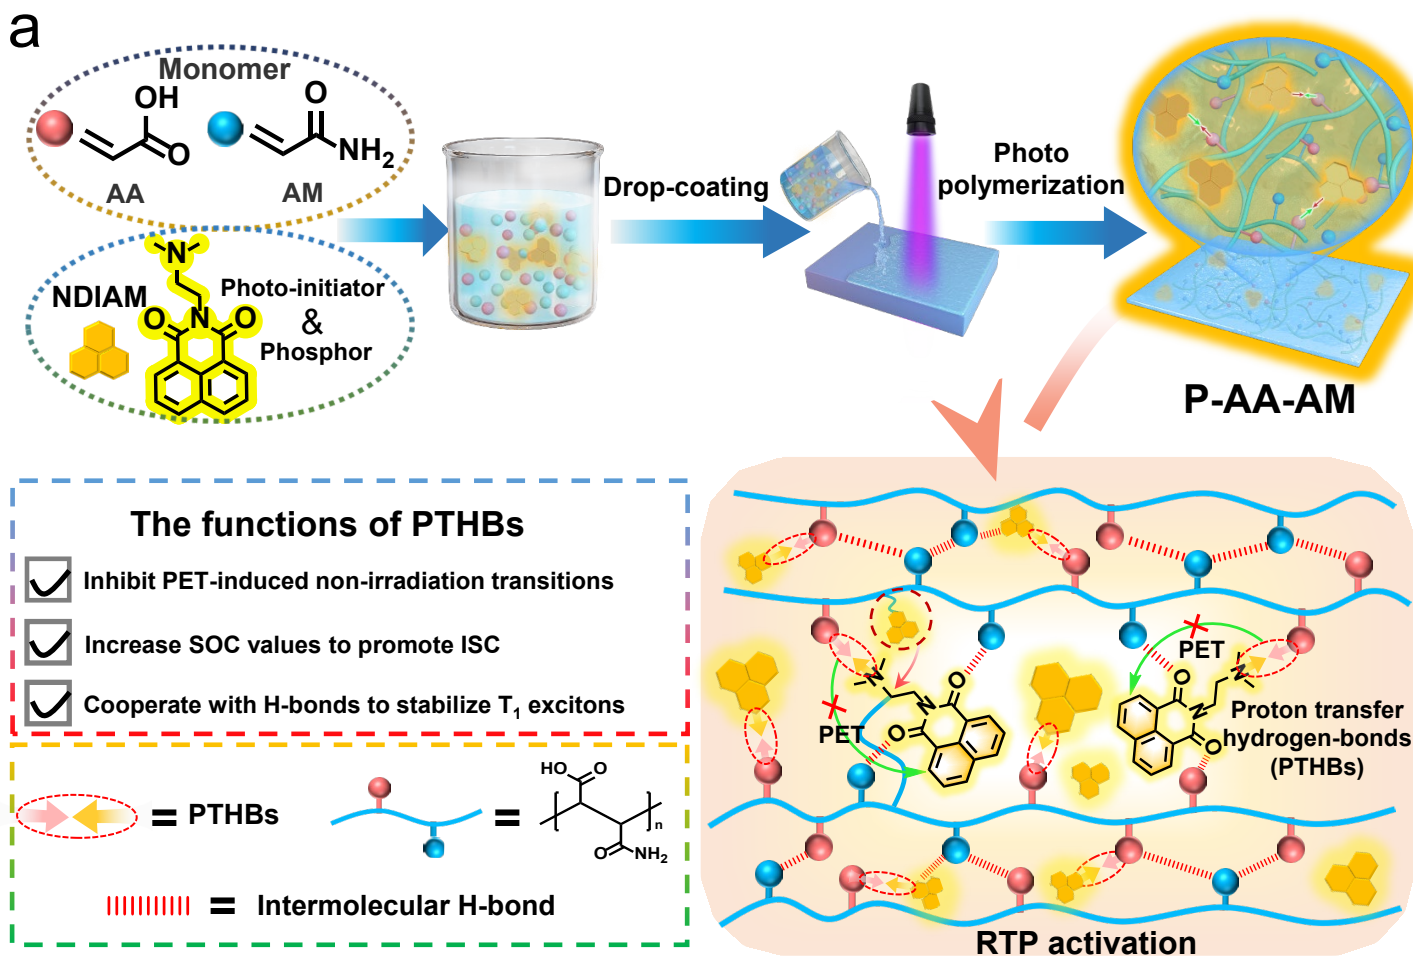 a
Monomer
OH
O
AA
O
NH2
AM
NDIAM
N
O
N
O
Photo-initiator
&
Phosphor
Drop-coating
Photo
polymerization
P-AA-AM
The functions of PTHBs
Inhibit PET-induced non-irradiation transitions
Increase SOC values to promote ISC
Cooperate with H-bonds to stabilize T1 excitons
= PTHBs
=
HO
O
n
O
NH2
= Intermolecular H-bond
PET
N
O
N
O
PET
N
O
N
O
Proton transfer
hydrogen-bonds
(PTHBs)
RTP activation